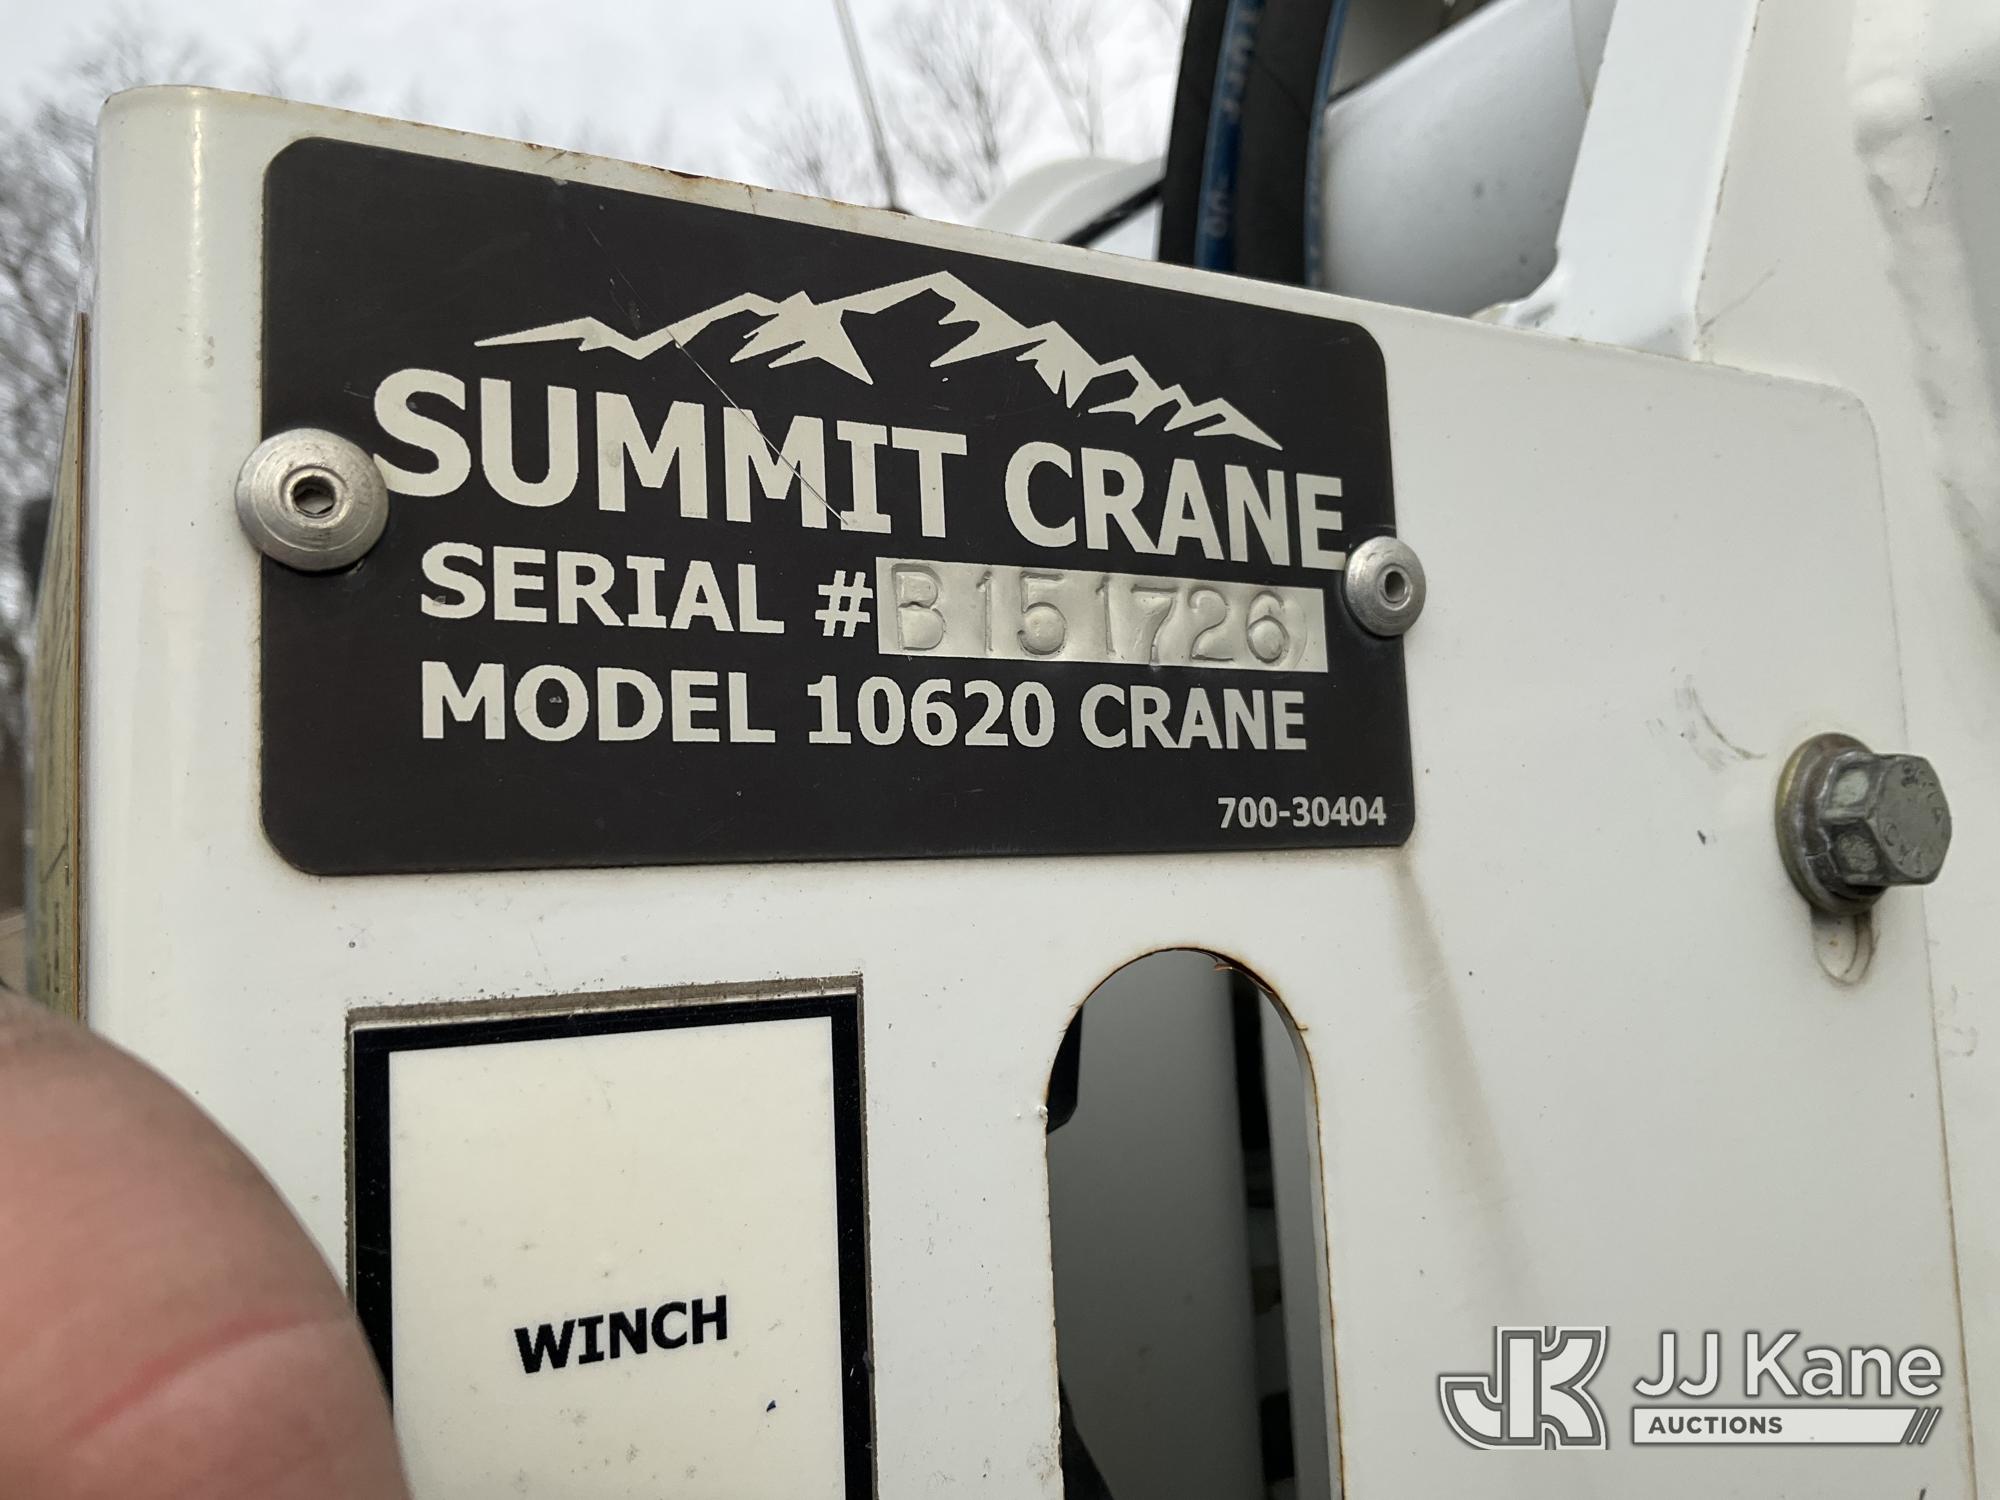 SUMMIT CRANE
SERIAL # B151726
MODEL 10620 CRANE
700-30404
WINCH
JJ Kane
AUCTIONS